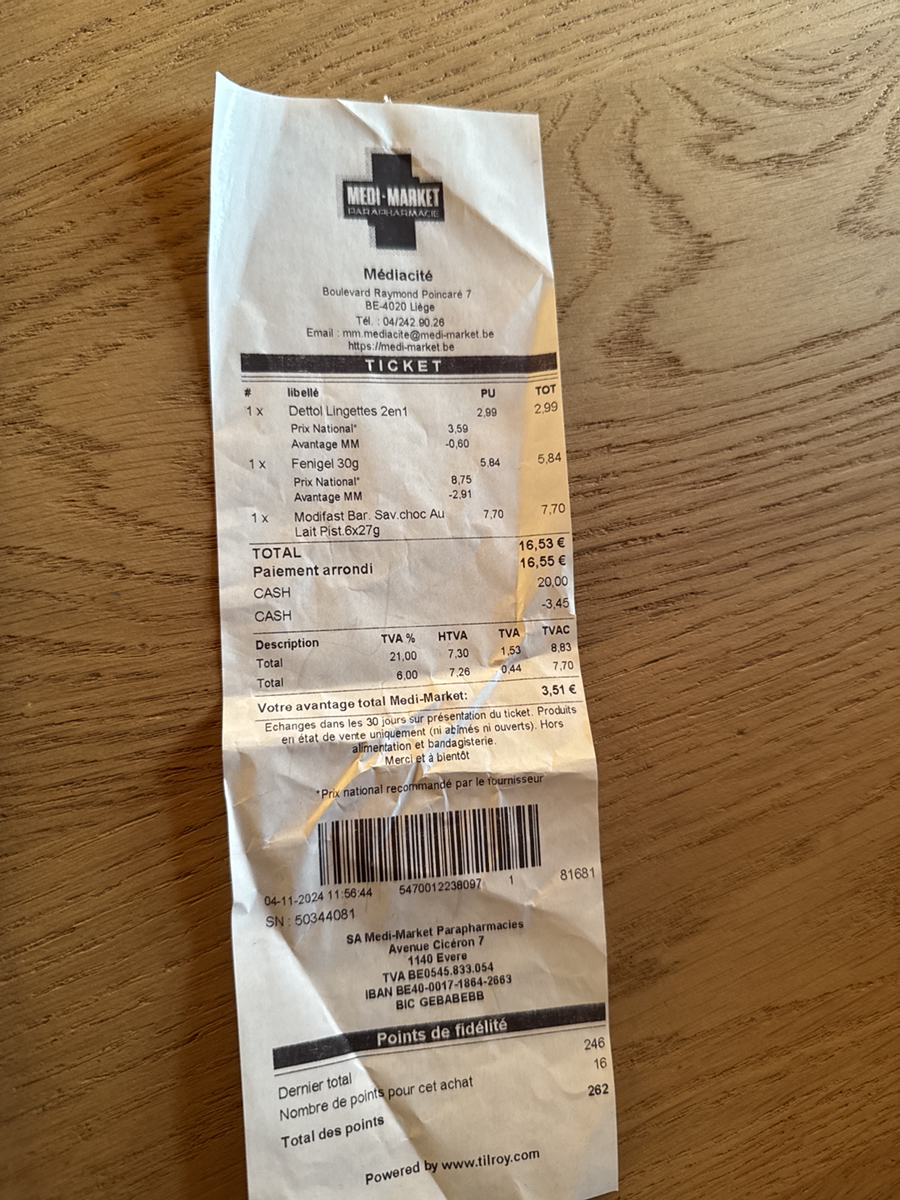 MEDI-MARKET
PARAPHARMACIE
Médiacité
Boulevard Raymond Poincaré 7
BE-4020 Liège
Tél. : 04/242.90.26
Email : mm.mediacite@medi-market.be
https://medi-market.be
TICKET
# libellé PU TOT
1 x Dettol Lingettes 2en1 2,99 2,99
Prix National* 3,59
Avantage MM -0,60
1 x Fenigel 30g 5,84 5,84
Prix National* 8,75
Avantage MM -2,91
1 x Modifast Bar. Sav.choc Au 7,70 7,70
Lait Pist.6x27g
TOTAL 16,53 €
Paiement arrondi 16,55 €
CASH 20,00
CASH -3,45
Description TVA % HTVA TVA TVAC
Total 21,00 7,30 1,53 8,83
Total 6,00 7,26 0,44 7,70
Votre avantage total Medi-Market: 3,51 €
Echanges dans les 30 jours sur présentation du ticket. Produits
en état de vente uniquement (ni abîmés ni ouverts). Hors
alimentation et bandagisterie.
Merci et à bientôt
*Prix national recommandé par le fournisseur
04-11-2024 11:56:44 5470012238097 1 81681
SN : 50344081
SA Medi-Market Parapharmacies
Avenue Cicéron 7
1140 Evere
TVA BE0545.833.054
IBAN BE40-0017-1864-2663
BIC GEBABEBB
Points de fidélité
Dernier total 246
Nombre de points pour cet achat 16
Total des points 262
Powered by www.tilroy.com